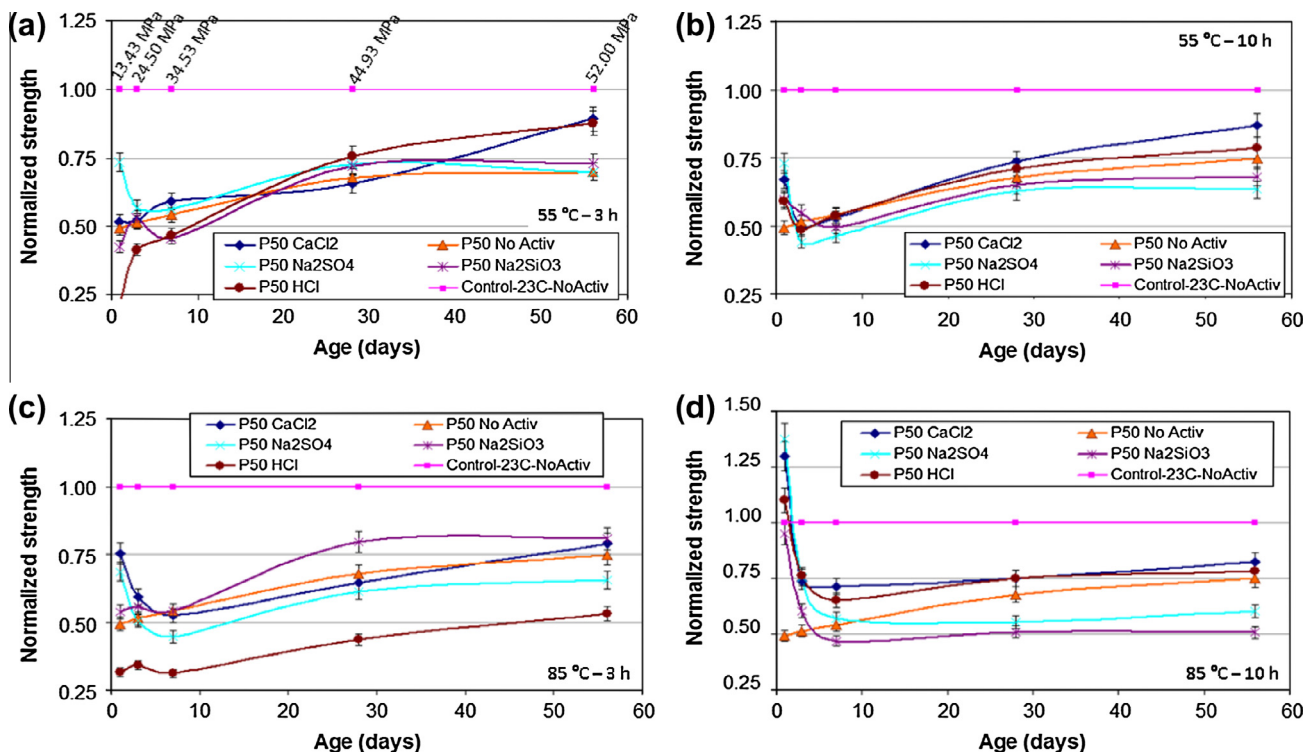 (a)
1.25
1.00
0.75
0.50
0.25
Normalized strength
13.43 MPa
24.50 MPa
34.53 MPa
44.93 MPa
52.00 MPa
55 ºC – 3 h
P50 CaCl2 P50 No Activ
P50 Na2SO4 P50 Na2SiO3
P50 HCl Control-23C-NoActiv
0 10 20 30 40 50 60
Age (days)
(b)
1.25
1.00
0.75
0.50
0.25
Normalized strength
55 ºC – 10 h
P50 CaCl2 P50 No Activ
P50 Na2SO4 P50 Na2SiO3
P50 HCl Control-23C-NoActiv
0 10 20 30 40 50 60
Age (days)
(c)
1.25
1.00
0.75
0.50
0.25
Normalized strength
P50 CaCl2 P50 No Activ
P50 Na2SO4 P50 Na2SiO3
P50 HCl Control-23C-NoActiv
85 ºC – 3 h
0 10 20 30 40 50 60
Age (days)
(d)
1.50
1.25
1.00
0.75
0.50
0.25
Normalized strength
P50 CaCl2 P50 No Activ
P50 Na2SO4 P50 Na2SiO3
P50 HCl Control-23C-NoActiv
85 ºC – 10 h
0 10 20 30 40 50 60
Age (days)